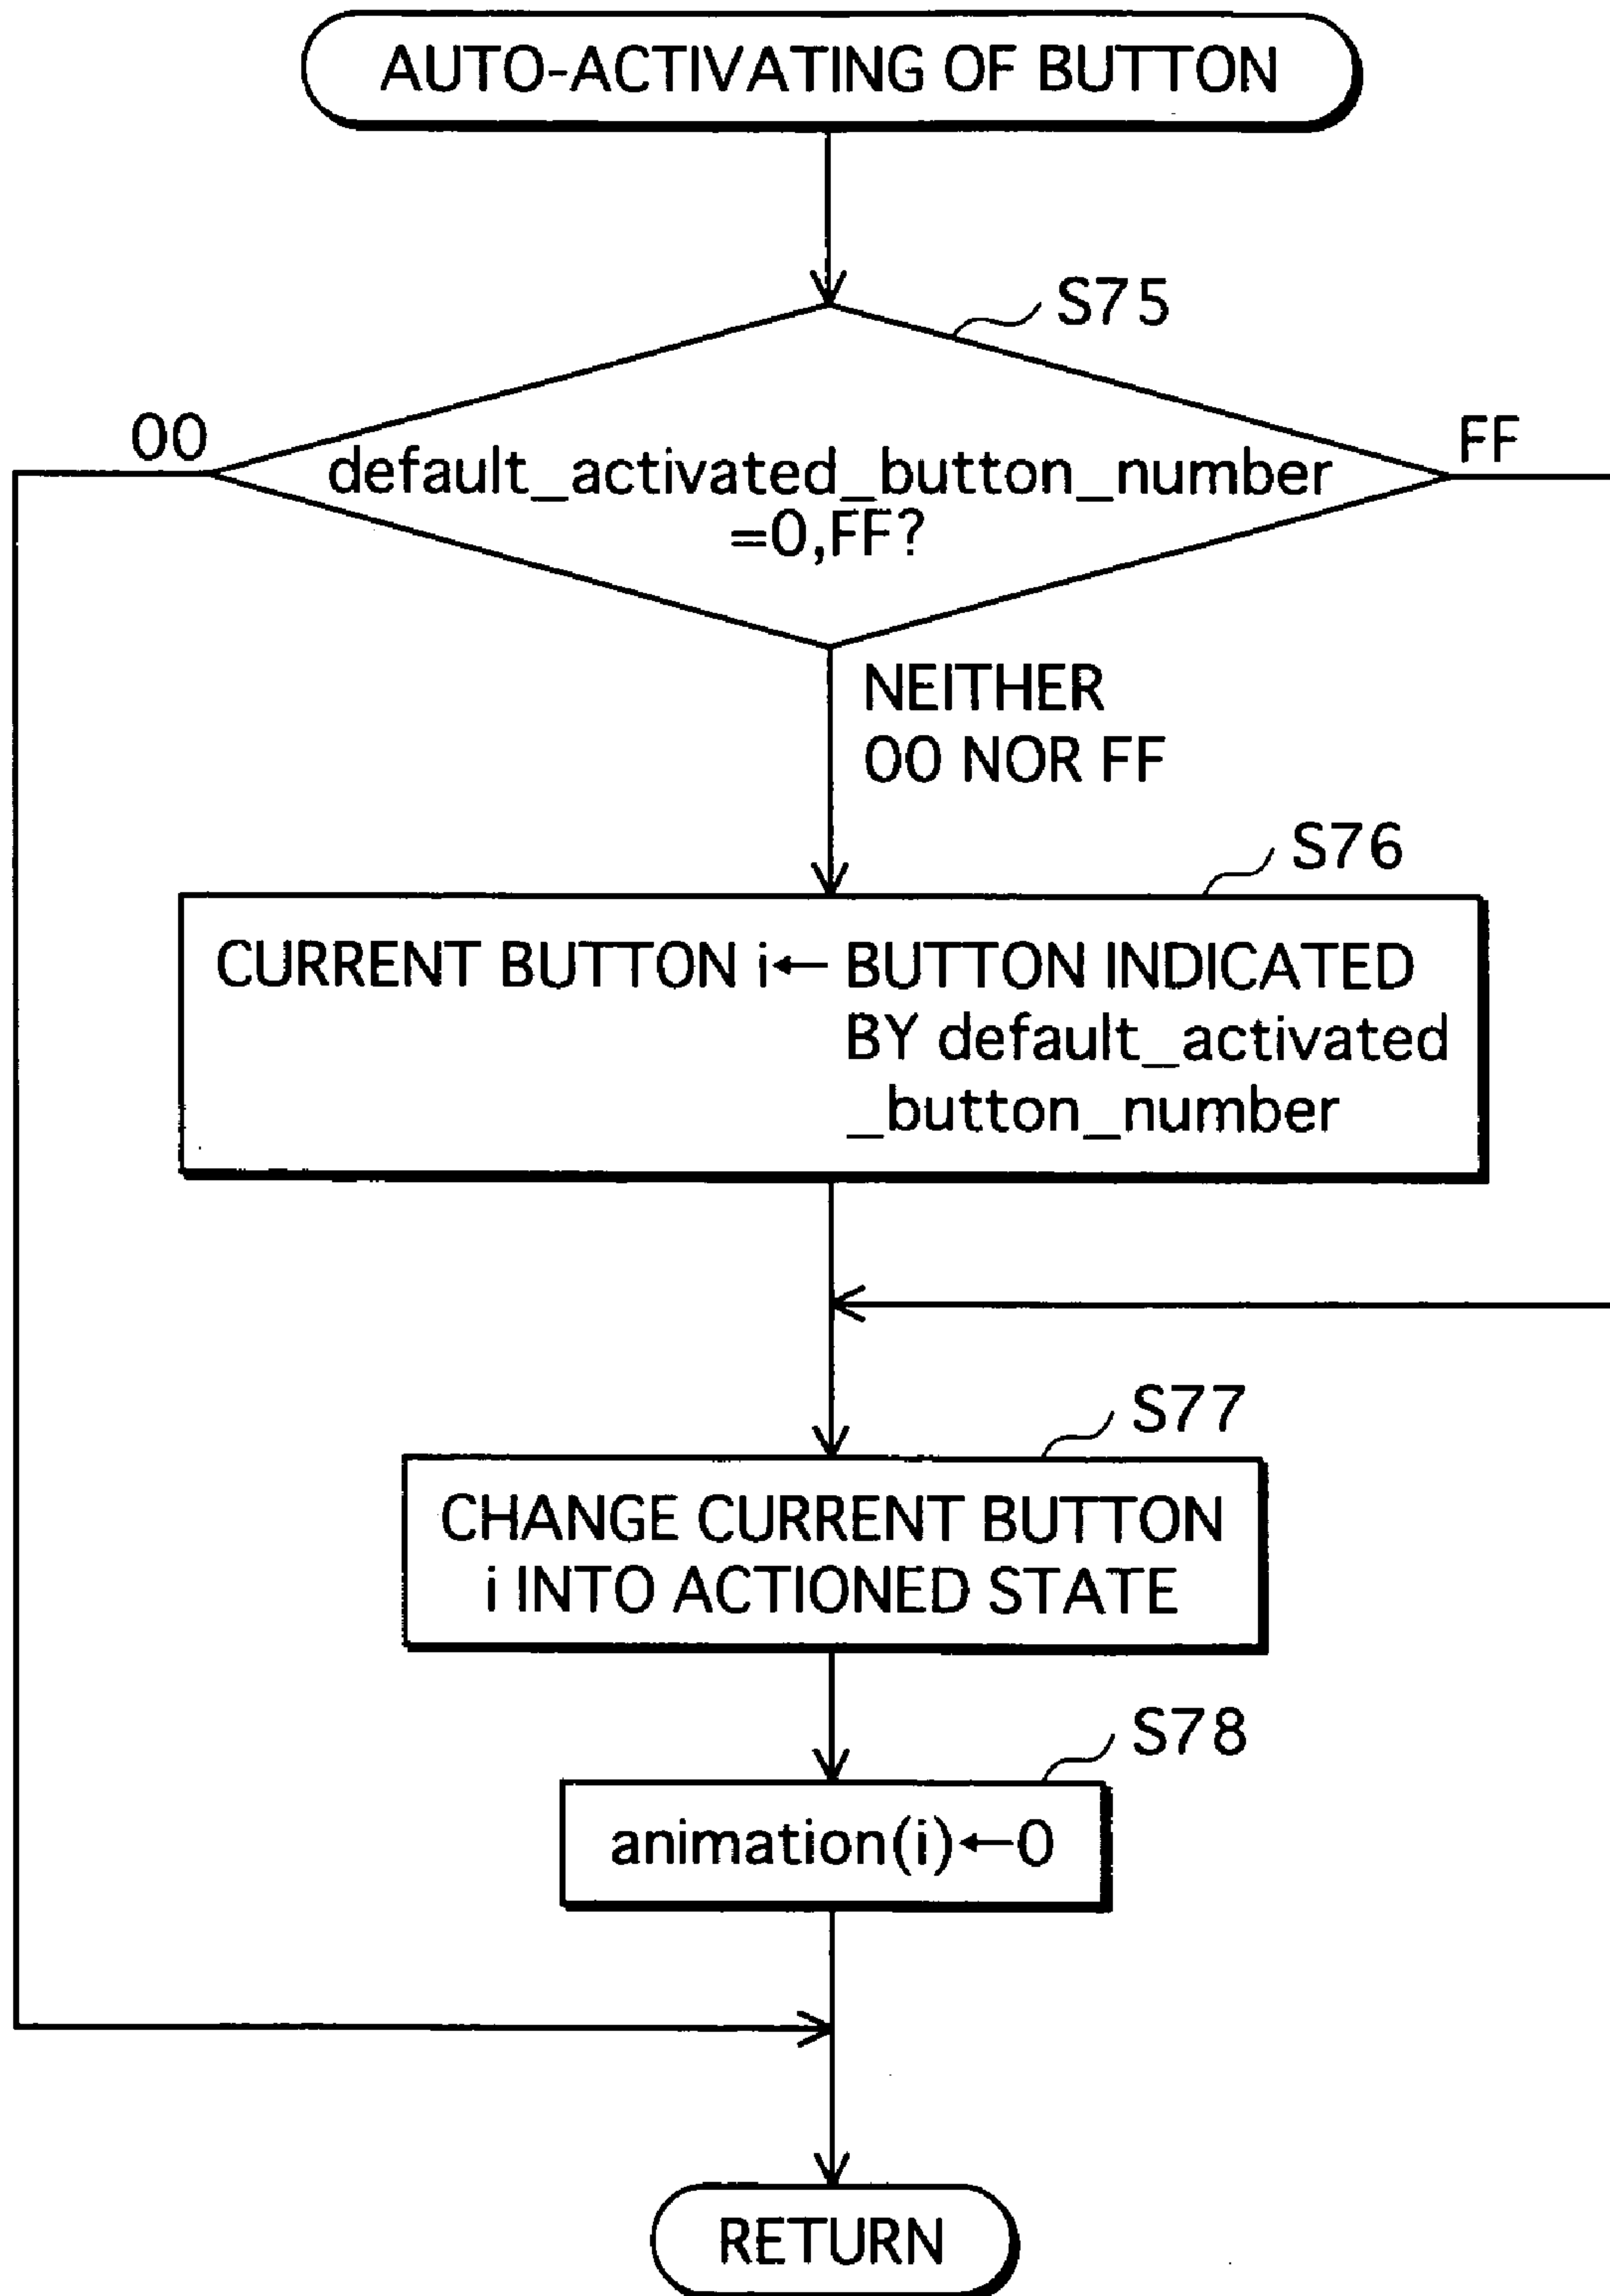 AUTO-ACTIVATING OF BUTTON
S75
00
FF
default_activated_button_number
=0,FF?
NEITHER
00 NOR FF
S76
CURRENT BUTTON i← BUTTON INDICATED
BY default_activated
_button_number
S77
CHANGE CURRENT BUTTON
i INTO ACTIONED STATE
S78
animation(i)←0
RETURN